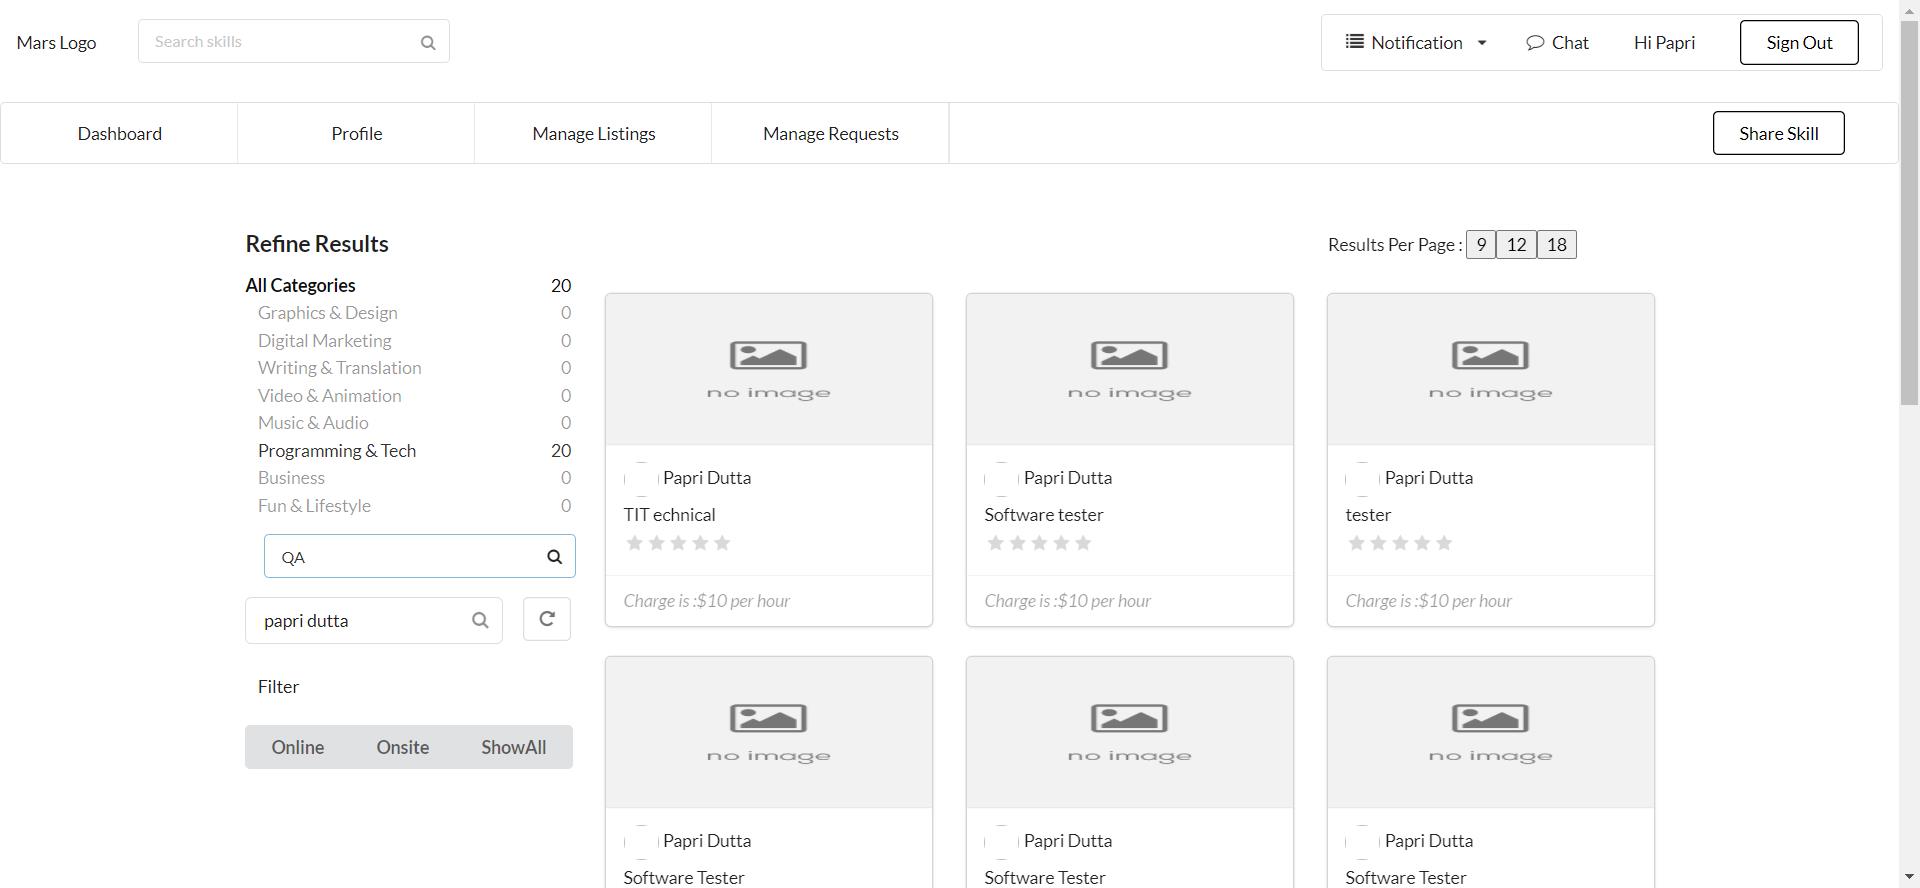 Mars Logo
Search skills
Notification
Chat
Hi Papri
Sign Out
Dashboard
Profile
Manage Listings
Manage Requests
Share Skill
Refine Results
Results Per Page : 9 12 18
All Categories 20
Graphics & Design 0
Digital Marketing 0
Writing & Translation 0
Video & Animation 0
Music & Audio 0
Programming & Tech 20
Business 0
Fun & Lifestyle 0
QA
papri dutta
Filter
Online Onsite ShowAll
no image
Papri Dutta
TIT echnical
Charge is :$10 per hour
no image
Papri Dutta
Software tester
Charge is :$10 per hour
no image
Papri Dutta
tester
Charge is :$10 per hour
no image
Papri Dutta
Software Tester
no image
Papri Dutta
Software Tester
no image
Papri Dutta
Software Tester